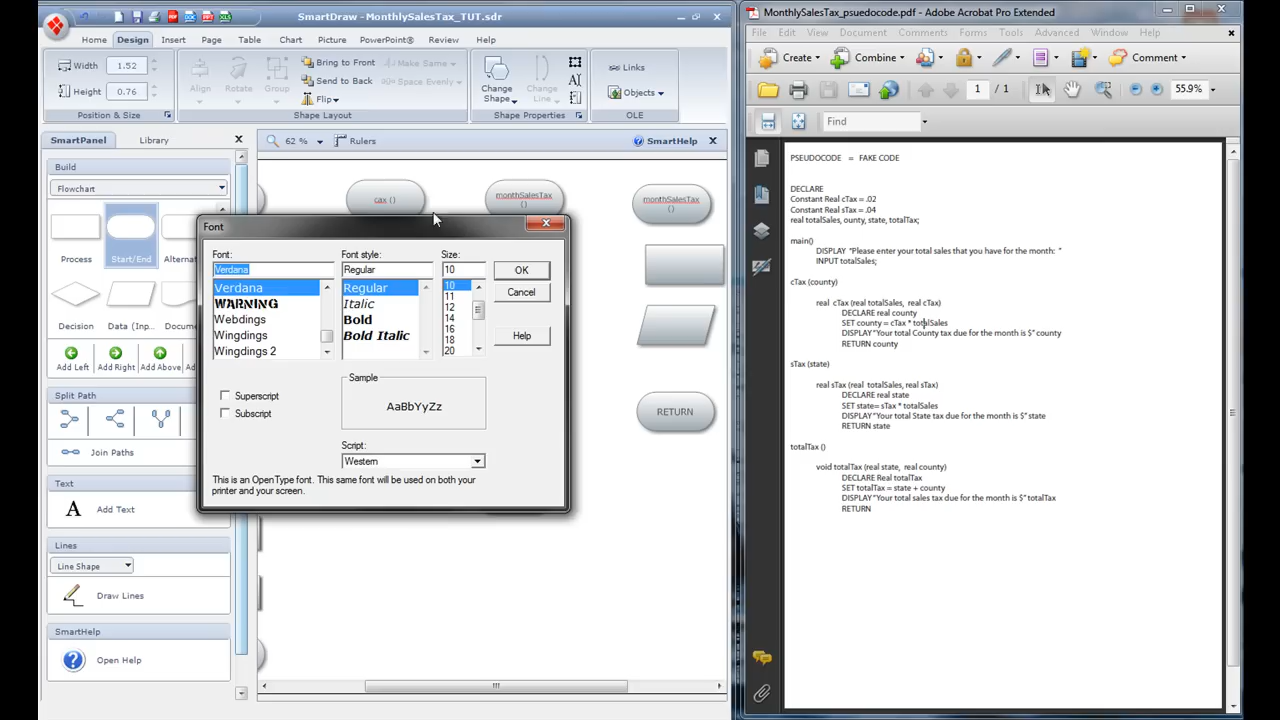 SmartDraw - MonthlySalesTax_TUT.sdr
Home Design Insert Page Table Chart Picture PowerPoint® Review Help
Width 1.52
Height 0.76
Position & Size
Align Rotate Group
Bring to Front
Send to Back
Flip
Make Same
Space Evenly
Shape Layout
Change Shape
Change Line
Shape Properties
Links
Objects
OLE
SmartPanel Library
62 % Rulers
SmartHelp X
Build
Flowchart
Process Start/End
Decision Data (Inp...
Add Left Add Right Add Above
Split Path
Join Paths
Text
A Add Text
Lines
Line Shape
Draw Lines
SmartHelp
Open Help
monthSalesTax
()
monthSalesTax
()
RETURN
Font
Font: Font style: Size:
Verdana Regular 10
Verdana Regular 10
WARNING Italic 11
Webdings Bold 12
Wingdings Bold Italic 14
Wingdings 2 16
18
20
OK
Cancel
Help
Superscript
Subscript
Sample
AaBbYyZz
Script:
Western
This is an OpenType font. This same font will be used on both your
printer and your screen.
MonthlySalesTax_psuedocode.pdf - Adobe Acrobat Pro Extended
File Edit View Document Comments Forms Tools Advanced Window Help
Create Combine Comment
1 / 1 55.9%
Find
PSEUDOCODE = FAKE CODE
DECLARE
Constant Real cTax = .02
Constant Real sTax = .04
real totalSales, ounty, state, totalTax;
main()
DISPLAY "Please enter your total sales that you have for the month: "
INPUT totalSales;
cTax (county)
real cTax (real totalSales, real cTax)
DECLARE real county
SET county = cTax * totalSales
DISPLAY "Your total County tax due for the month is $" county
RETURN county
sTax (state)
real sTax (real totalSales, real sTax)
DECLARE real state
SET state= sTax * totalSales
DISPLAY "Your total State tax due for the month is $" state
RETURN state
totalTax ()
void totalTax (real state, real county)
DECLARE Real totalTax
SET totalTax = state + county
DISPLAY "Your total sales tax due for the month is $" totalTax
RETURN